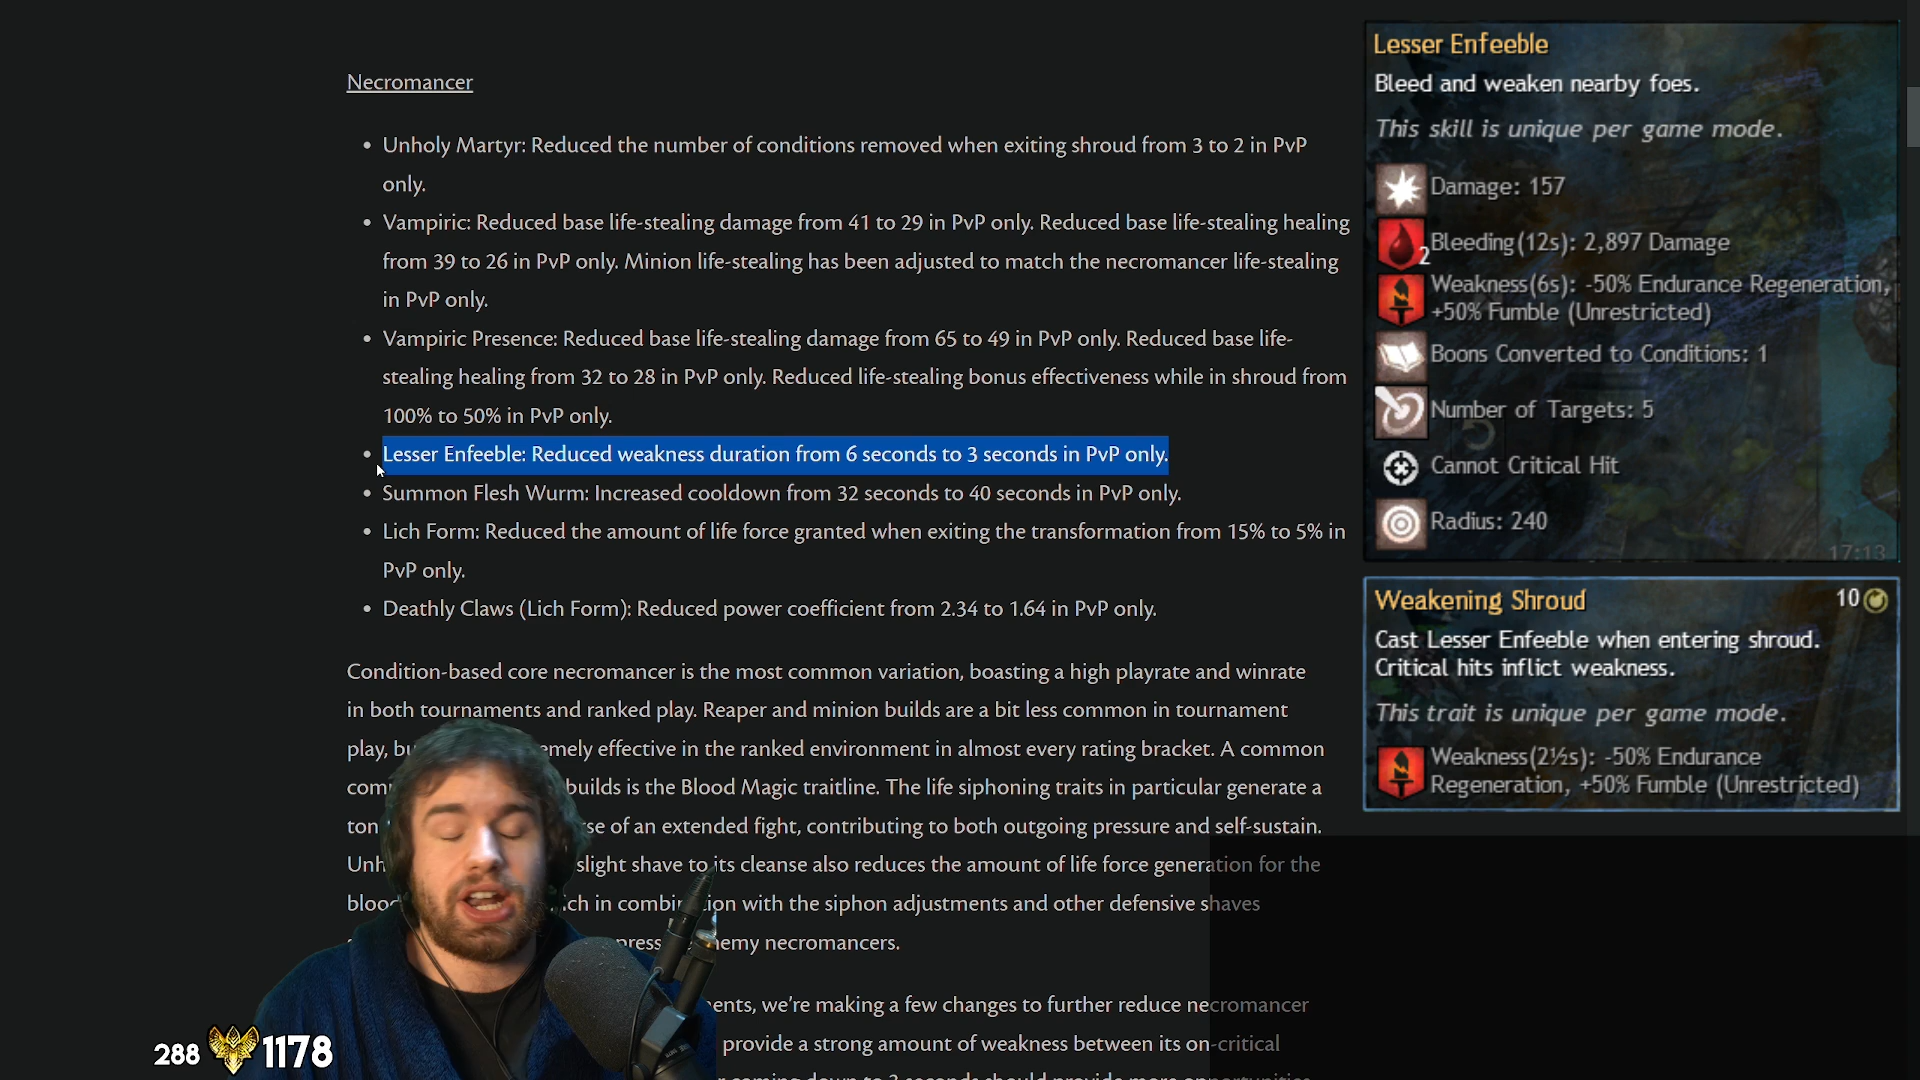 Necromancer
• Unholy Martyr: Reduced the number of conditions removed when exiting shroud from 3 to 2 in PvP
only.
• Vampiric: Reduced base life-stealing damage from 41 to 29 in PvP only. Reduced base life-stealing healing
from 39 to 26 in PvP only. Minion life-stealing has been adjusted to match the necromancer life-stealing
in PvP only.
• Vampiric Presence: Reduced base life-stealing damage from 65 to 49 in PvP only. Reduced base life-
stealing healing from 32 to 28 in PvP only. Reduced life-stealing bonus effectiveness while in shroud from
100% to 50% in PvP only.
• Lesser Enfeeble: Reduced weakness duration from 6 seconds to 3 seconds in PvP only.
• Summon Flesh Wurm: Increased cooldown from 32 seconds to 40 seconds in PvP only.
• Lich Form: Reduced the amount of life force granted when exiting the transformation from 15% to 5% in
PvP only.
• Deathly Claws (Lich Form): Reduced power coefficient from 2.34 to 1.64 in PvP only.
Condition-based core necromancer is the most common variation, boasting a high playrate and winrate
in both tournaments and ranked play. Reaper and minion builds are a bit less common in tournament
play, effective in the ranked environment in almost every rating bracket. A common
builds is the Blood Magic traitline. The life siphoning traits in particular generate a
ton of an extended fight, contributing to both outgoing pressure and self-sustain.
slight shave to its cleanse also reduces the amount of life force generation for the
in combination with the siphon adjustments and other defensive shaves
necromancers.
we're making a few changes to further reduce necromancer
provide a strong amount of weakness between its on-critical
coming down to 3 seconds should provide more opportunities
Lesser Enfeeble
Bleed and weaken nearby foes.
This skill is unique per game mode.
Damage: 157
2 Bleeding(12s): 2,897 Damage
Weakness(6s): -50% Endurance Regeneration,
+50% Fumble (Unrestricted)
Boons Converted to Conditions: 1
Number of Targets: 5
Cannot Critical Hit
Radius: 240
17:13
Weakening Shroud 10
Cast Lesser Enfeeble when entering shroud.
Critical hits inflict weakness.
This trait is unique per game mode.
Weakness(2½s): -50% Endurance
Regeneration, +50% Fumble (Unrestricted)
288 1178